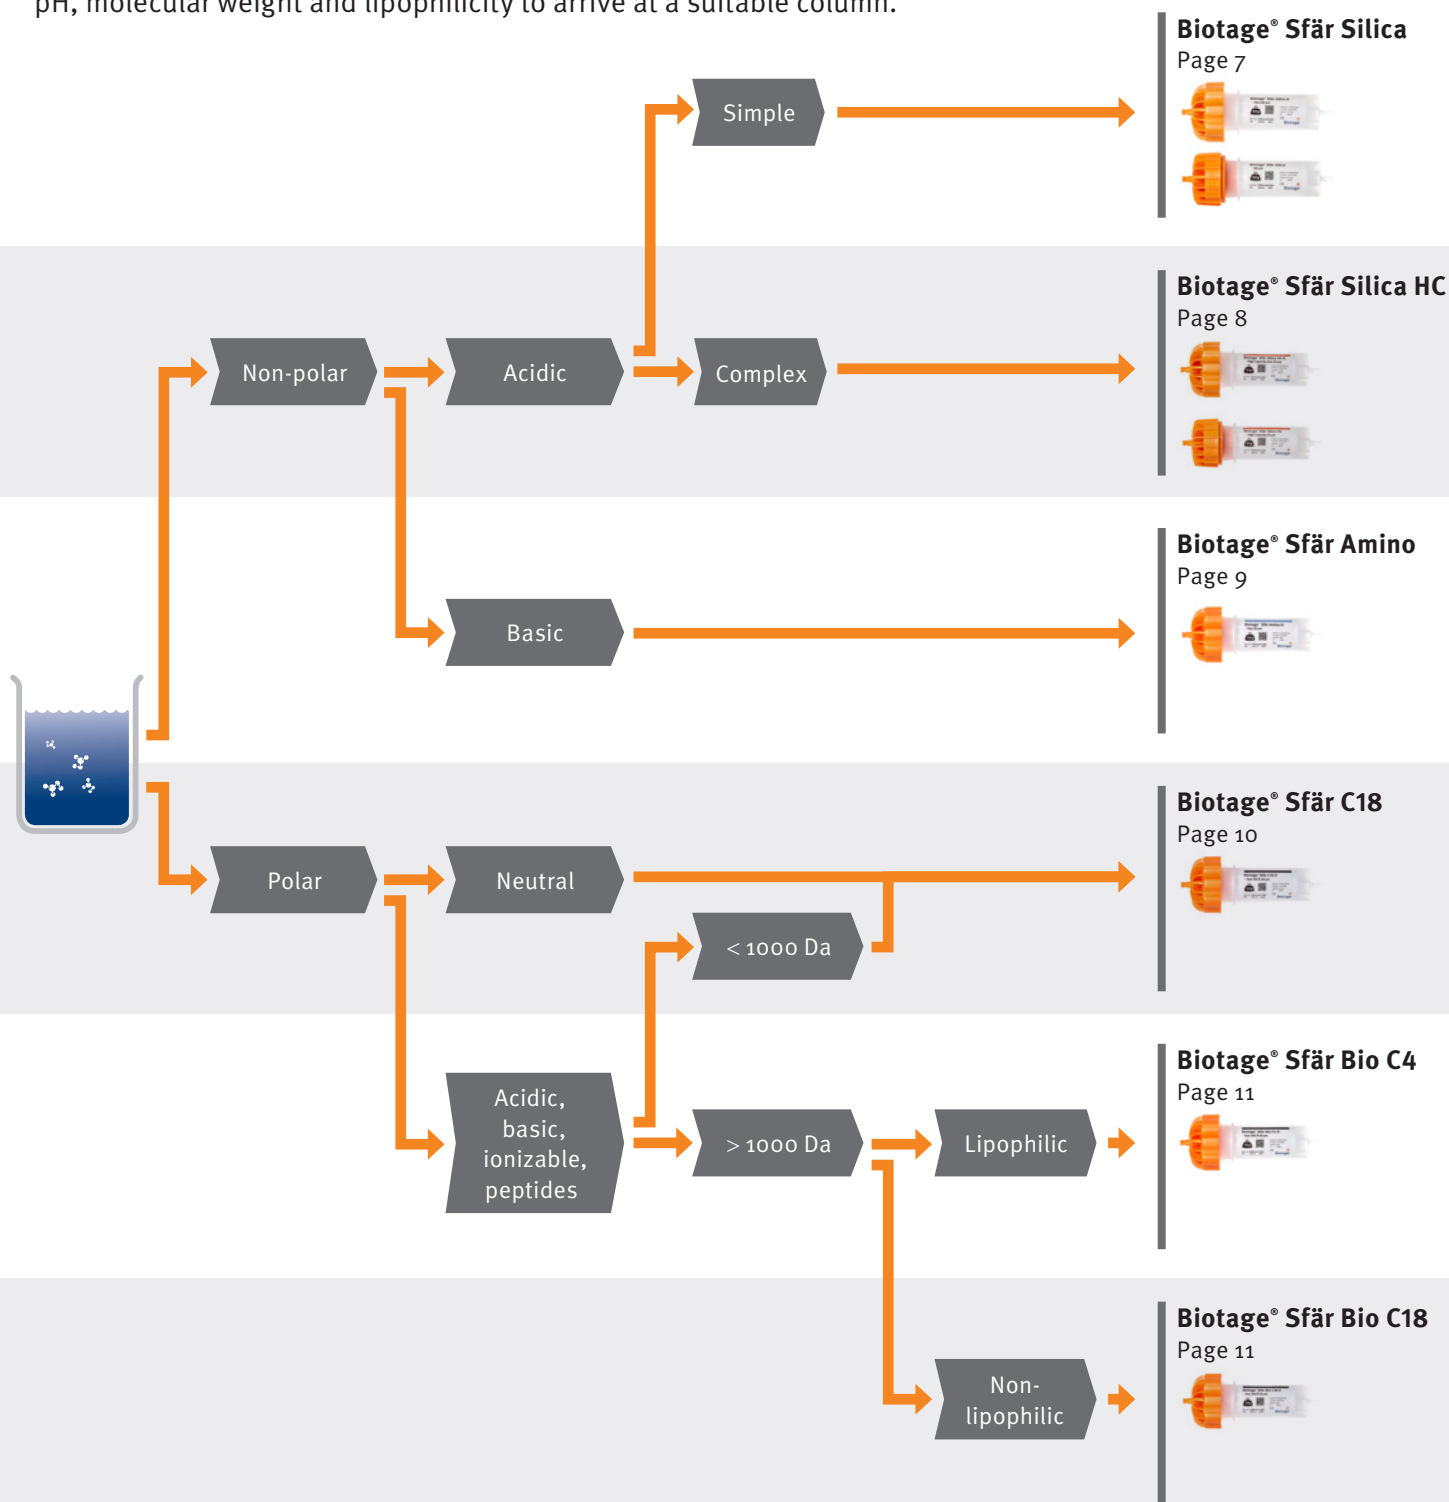 pH, molecular weight and lipophilicity to arrive at a suitable column.
Biotage® Sfär Silica
Page 7
Simple
Biotage® Sfär Silica HC
Page 8
Non-polar
Acidic
Complex
Biotage® Sfär Amino
Page 9
Basic
Biotage® Sfär C18
Page 10
Polar
Neutral
< 1000 Da
Biotage® Sfär Bio C4
Page 11
Acidic,
basic,
ionizable,
peptides
> 1000 Da
Lipophilic
Biotage® Sfär Bio C18
Page 11
Non-
lipophilic